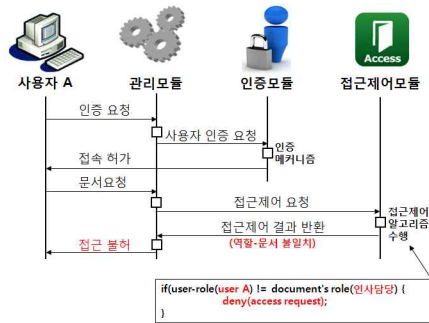 Access
사용자 A
관리모듈
인증모듈
접근제어모듈
인증 요청
사용자 인증 요청
인증
메커니즘
접속 허가
문서요청
접근제어 요청
접근제어
알고리즘
수행
접근제어 결과 반환
(역할-문서 불일치)
접근 불허
if(user-role(user A) != document's role(인사담당) {
deny(access request);
}